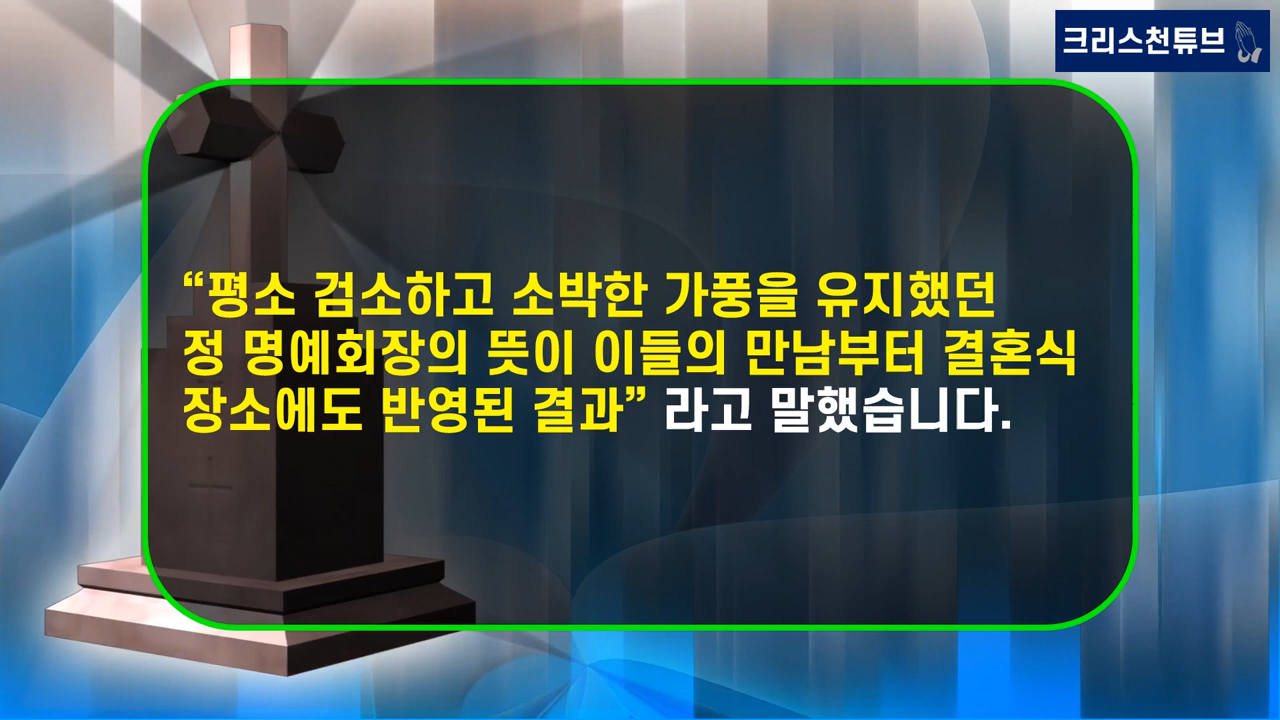 크리스천튜브
“평소 검소하고 소박한 가풍을 유지했던
정 명예회장의 뜻이 이들의 만남부터 결혼식
장소에도 반영된 결과” 라고 말했습니다.